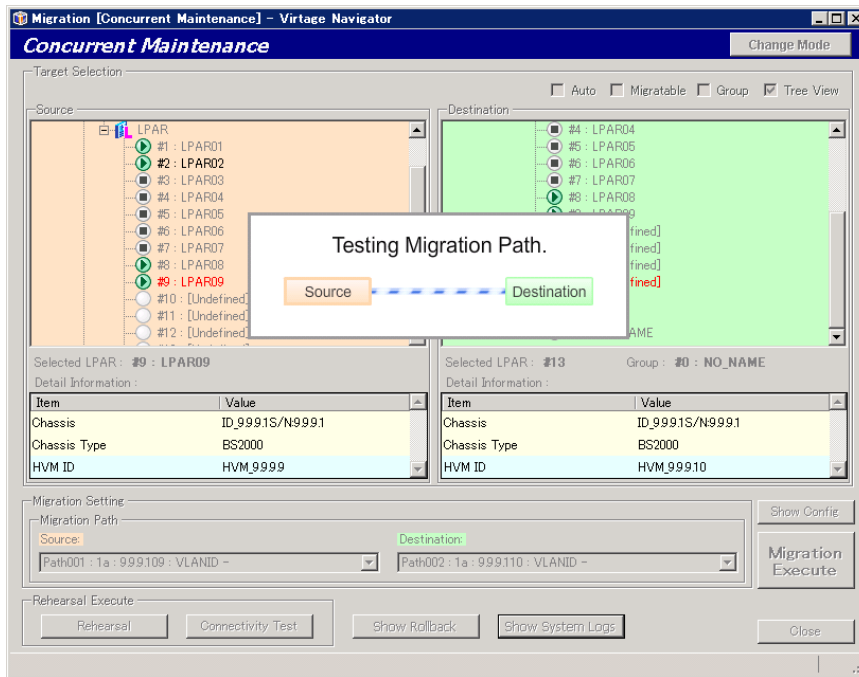 Migration [Concurrent Maintenance] - Virtage Navigator
Concurrent Maintenance
Change Mode
Target Selection
Auto Migratable Group Tree View
Source
LPAR
#1 : LPAR01
#2 : LPAR02
#3 : LPAR03
#4 : LPAR04
#5 : LPAR05
#6 : LPAR06
#7 : LPAR07
#8 : LPAR08
#9 : LPAR09
#10 : [Undefined]
#11 : [Undefined]
#12 : [Undefined]
Destination
#4 : LPAR04
#5 : LPAR05
#6 : LPAR06
#7 : LPAR07
#8 : LPAR08
fined]
fined]
fined]
fined]
AME
Testing Migration Path.
Source Destination
Selected LPAR : #9 : LPAR09
Detail Information :
Item Value
Chassis ID_9.9.9.1S/N:9.9.9.1
Chassis Type BS2000
HVM ID HVM_9.9.9.9
Selected LPAR : #13 Group : #0 : NO_NAME
Detail Information :
Item Value
Chassis ID_9.9.9.1S/N:9.9.9.1
Chassis Type BS2000
HVM ID HVM_9.9.9.10
Migration Setting
Migration Path
Source:
Path001 : 1a : 9.9.9.109 : VLANID -
Destination:
Path002 : 1a : 9.9.9.110 : VLANID -
Show Config
Migration
Execute
Rehearsal Execute
Rehearsal
Connectivity Test
Show Rollback
Show System Logs
Close